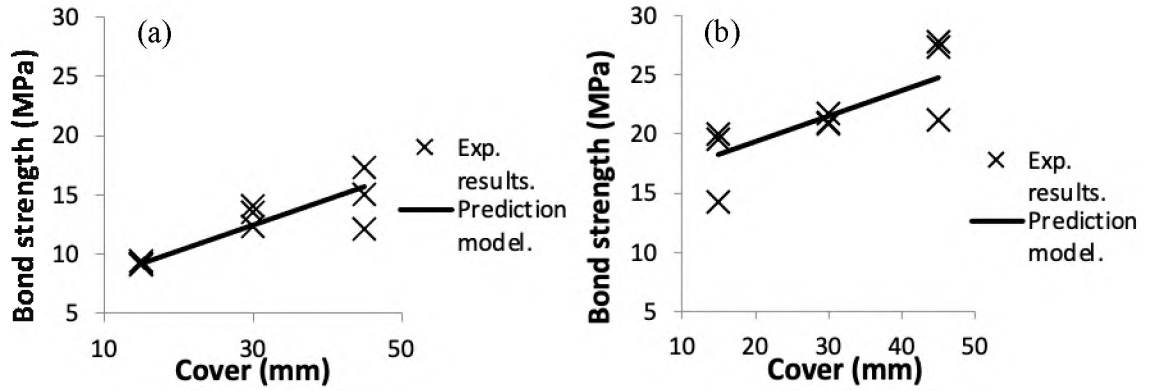 (a)
30
25
20
15
10
5
Bond strength (MPa)
10 30 50
Cover (mm)
Exp.
results.
Prediction
model.
(b)
30
25
20
15
10
5
Bond strength (MPa)
10 20 30 40 50
Cover (mm)
Exp.
results.
Prediction
model.